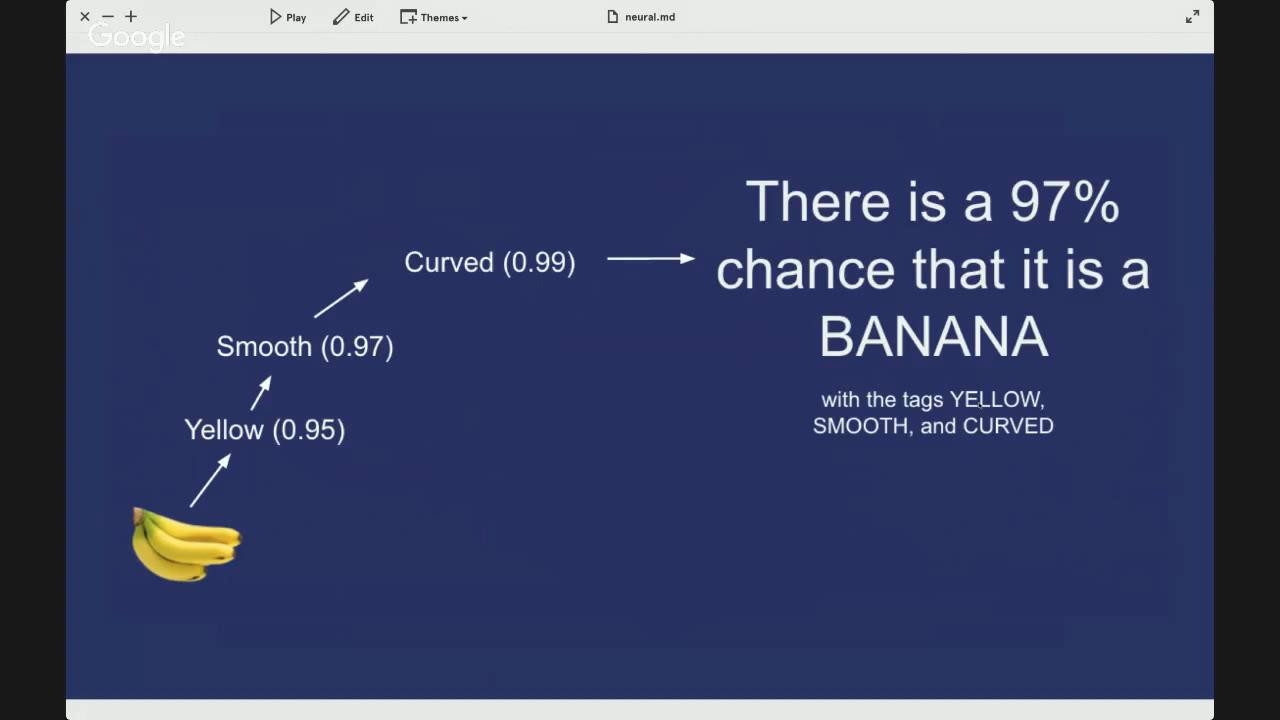 Play
Edit
Themes
neural.md
Google
There is a 97%
chance that it is a
BANANA
with the tags YELLOW,
SMOOTH, and CURVED
Curved (0.99)
Smooth (0.97)
Yellow (0.95)